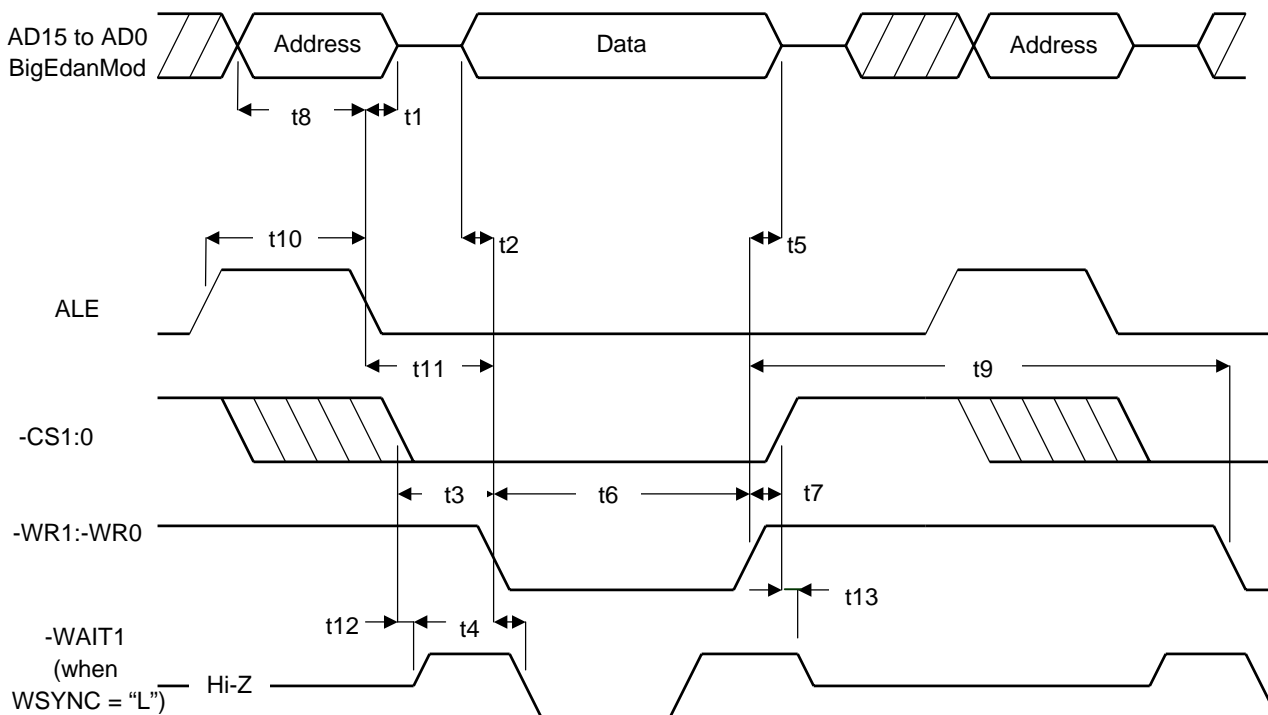 AD15 to AD0
BigEdanMod
Address
Data
Address
t8
t1
t10
t2
t5
ALE
t11
t9
-CS1:0
t3
t6
t7
-WR1:-WR0
t13
t12
t4
-WAIT1
(when
WSYNC = “L”)
Hi-Z